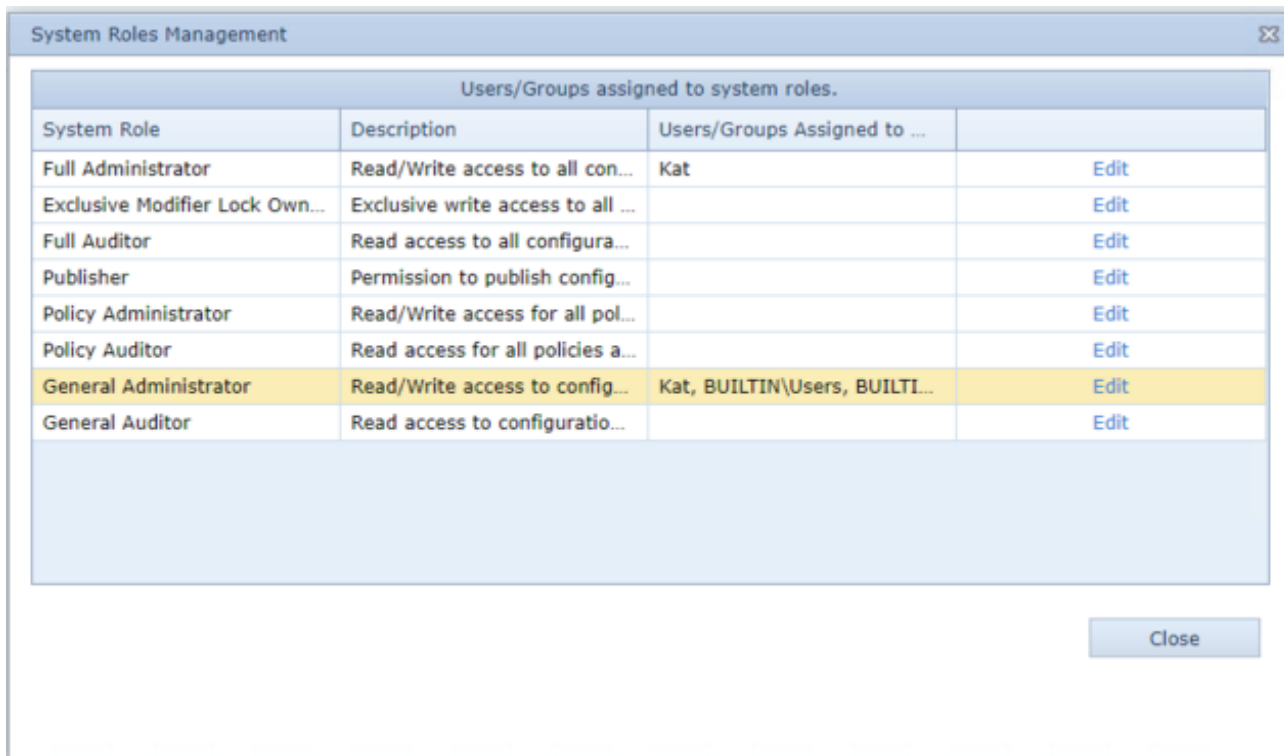 System Roles Management
Users/Groups assigned to system roles.
System Role Description Users/Groups Assigned to ...
Full Administrator Read/Write access to all con... Kat Edit
Exclusive Modifier Lock Own... Exclusive write access to all ... Edit
Full Auditor Read access to all configura... Edit
Publisher Permission to publish config... Edit
Policy Administrator Read/Write access for all pol... Edit
Policy Auditor Read access for all policies a... Edit
General Administrator Read/Write access to config... Kat, BUILTIN\Users, BUILTI... Edit
General Auditor Read access to configuratio... Edit
Close